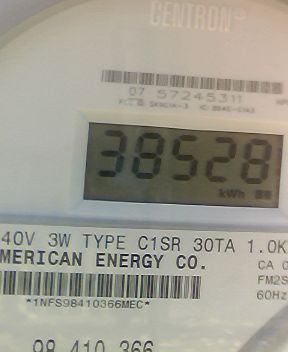 CENTRON®
07 57245311
38528
kWh
40V 3W TYPE C1SR 30TA 1.0K
MERICAN ENERGY CO.
CA
FM2S
60Hz
*1NFS98410366MEC*
98 410 366